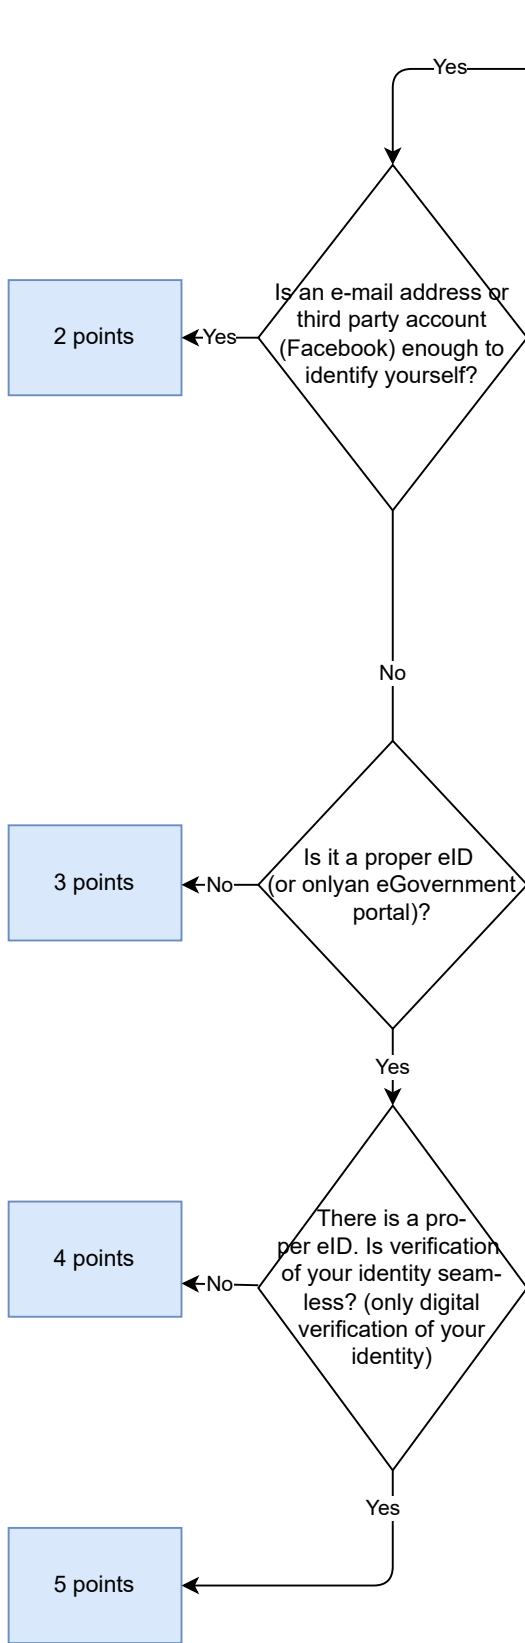 Yes
Is an e-mail address or
third party account
(Facebook) enough to
identify yourself?
2 points
Yes
No
Is it a proper eID
(or onlyan eGovernment
portal)?
3 points
No
Yes
There is a pro-
per eID. Is verification
of your identity seam-
less? (only digital
verification of your
identity)
4 points
No
Yes
5 points